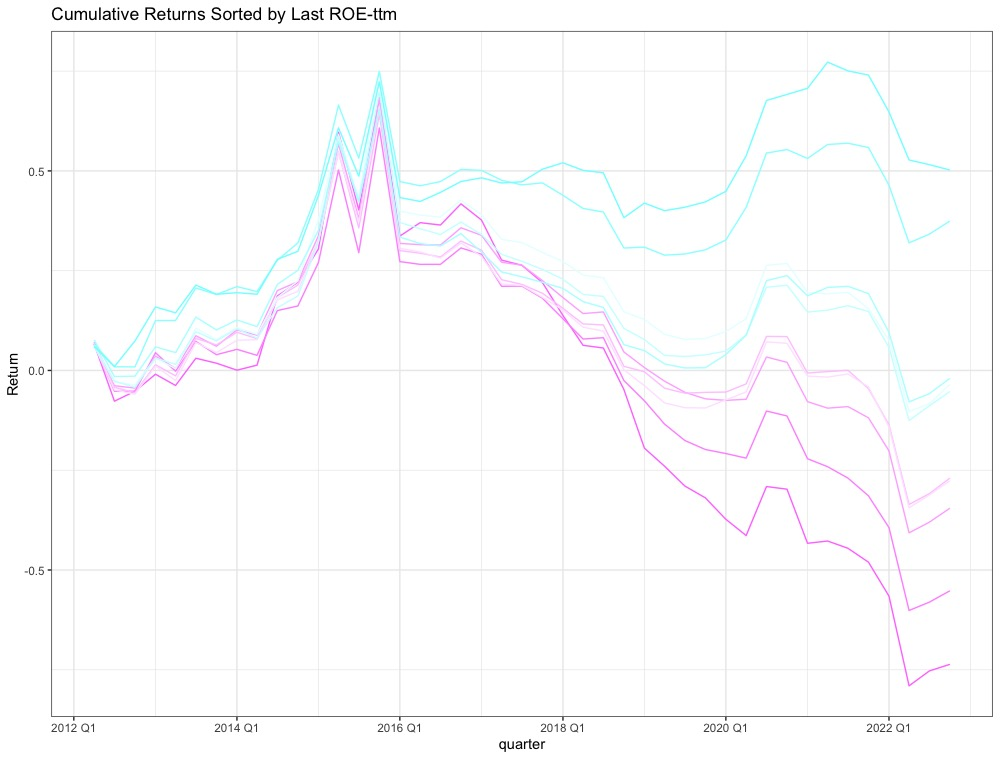 Cumulative Returns Sorted by Last ROE-ttm
Return
0.5
0.0
-0.5
2012 Q1 2014 Q1 2016 Q1 2018 Q1 2020 Q1 2022 Q1
quarter